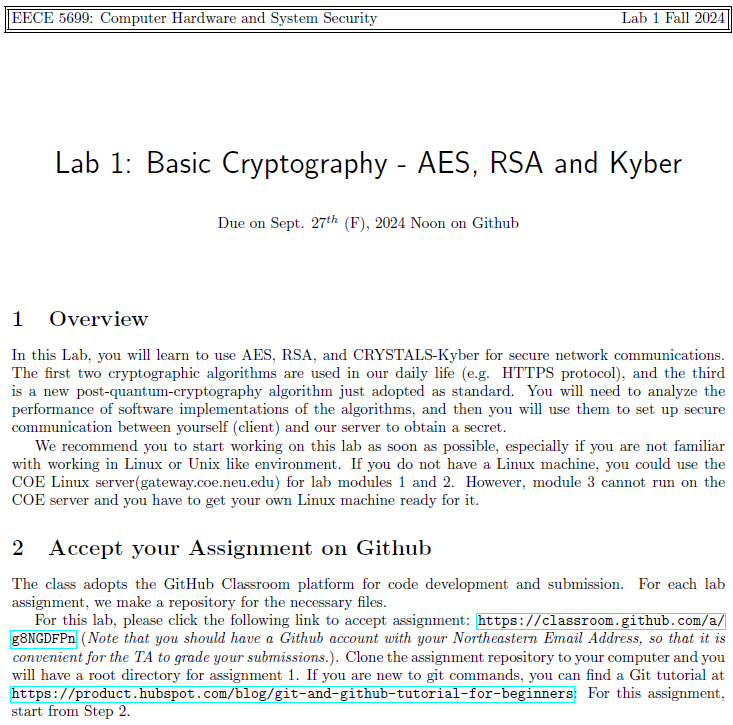 EECE 5699: Computer Hardware and System Security Lab 1 Fall 2024
Lab 1: Basic Cryptography - AES, RSA and Kyber
Due on Sept. 27th (F), 2024 Noon on Github
1 Overview
In this Lab, you will learn to use AES, RSA, and CRYSTALS-Kyber for secure network communications.
The first two cryptographic algorithms are used in our daily life (e.g. HTTPS protocol), and the third
is a new post-quantum-cryptography algorithm just adopted as standard. You will need to analyze the
performance of software implementations of the algorithms, and then you will use them to set up secure
communication between yourself (client) and our server to obtain a secret.
We recommend you to start working on this lab as soon as possible, especially if you are not familiar
with working in Linux or Unix like environment. If you do not have a Linux machine, you could use the
COE Linux server(gateway.coe.neu.edu) for lab modules 1 and 2. However, module 3 cannot run on the
COE server and you have to get your own Linux machine ready for it.
2 Accept your Assignment on Github
The class adopts the GitHub Classroom platform for code development and submission. For each lab
assignment, we make a repository for the necessary files.
For this lab, please click the following link to accept assignment: https://classroom.github.com/a/
g8NGDFPn (Note that you should have a Github account with your Northeastern Email Address, so that it is
convenient for the TA to grade your submissions.). Clone the assignment repository to your computer and you
will have a root directory for assignment 1. If you are new to git commands, you can find a Git tutorial at
https://product.hubspot.com/blog/git-and-github-tutorial-for-beginners. For this assignment,
start from Step 2.